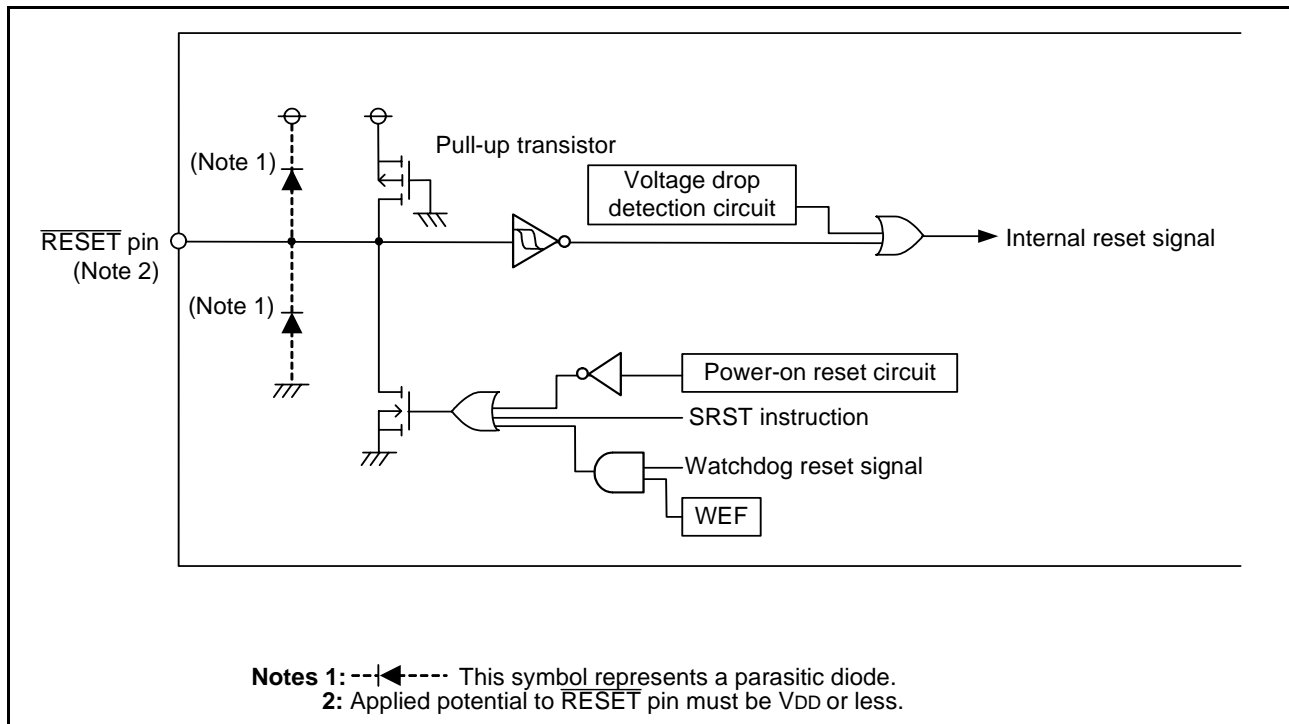 Pull-up transistor
(Note 1)
Voltage drop
detection circuit
RESET pin
(Note 2)
Internal reset signal
(Note 1)
Power-on reset circuit
SRST instruction
Watchdog reset signal
WEF
Notes 1: This symbol represents a parasitic diode.
2: Applied potential to RESET pin must be VDD or less.